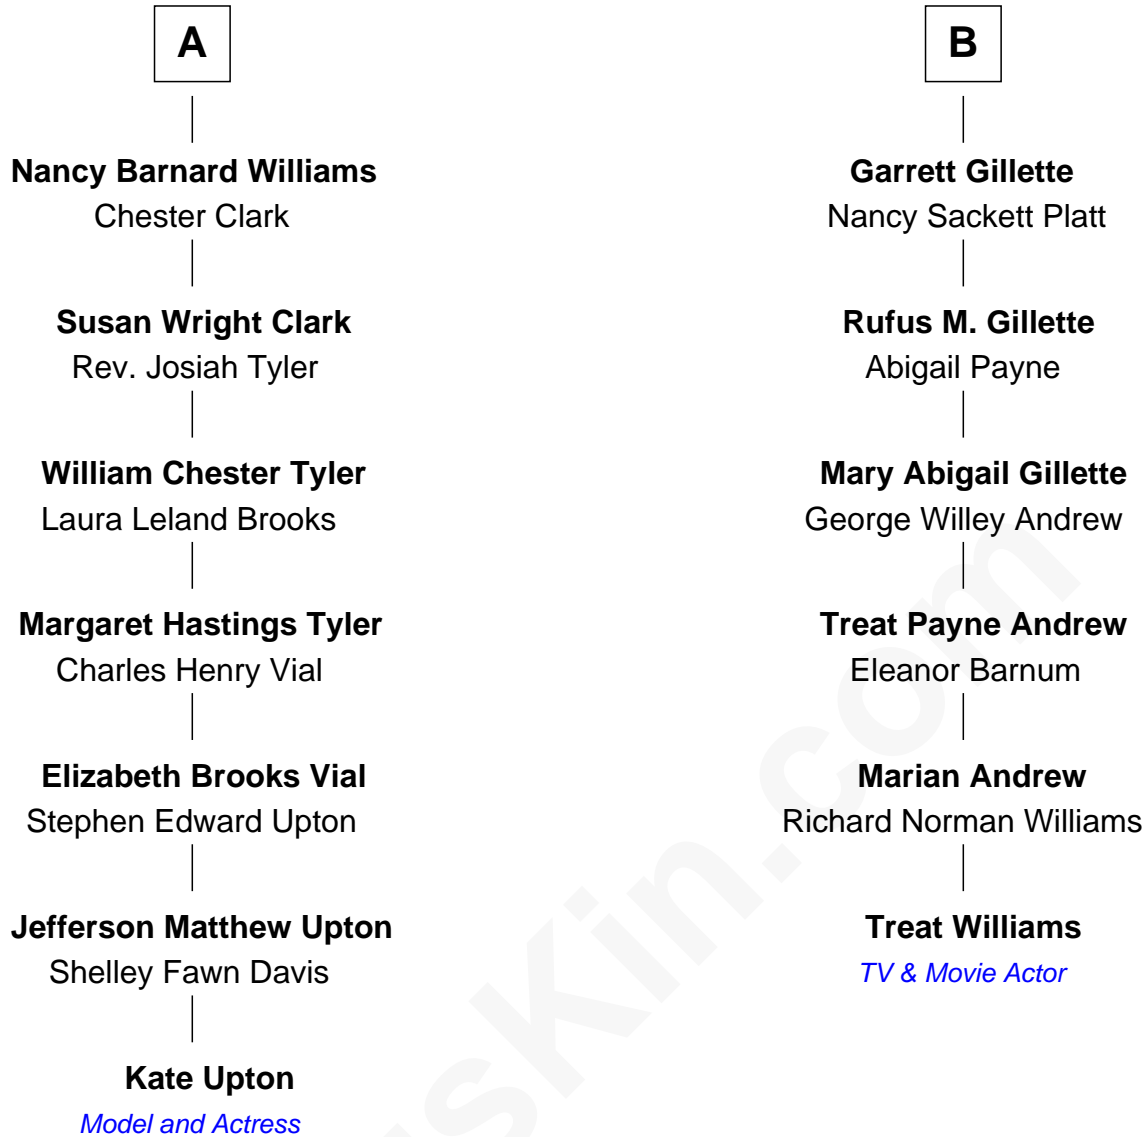 A
Nancy Barnard Williams
Chester Clark
Susan Wright Clark
Rev. Josiah Tyler
William Chester Tyler
Laura Leland Brooks
Margaret Hastings Tyler
Charles Henry Vial
Elizabeth Brooks Vial
Stephen Edward Upton
Jefferson Matthew Upton
Shelley Fawn Davis
Kate Upton
Model and Actress
B
Garrett Gillette
Nancy Sackett Platt
Rufus M. Gillette
Abigail Payne
Mary Abigail Gillette
George Willey Andrew
Treat Payne Andrew
Eleanor Barnum
Marian Andrew
Richard Norman Williams
Treat Williams
TV & Movie Actor
sKin.com